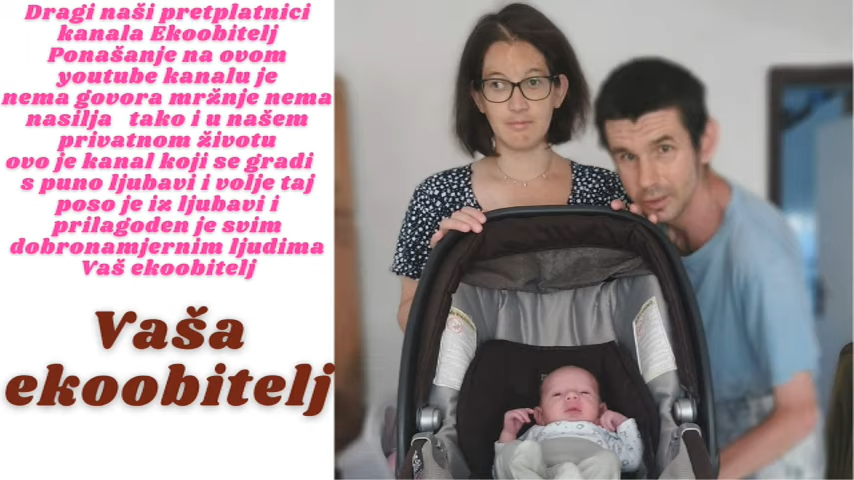 Dragi naši pretplatnici
kanala Ekoobitelj
Ponašanje na ovom
youtube kanalu je
nema govora mržnje nema
nasilja tako i u našem
privatnom životu
ovo je kanal koji se gradi
s puno ljubavi i volje taj
poso je iz ljubavi i
prilagođen je svim
dobronamjernim ljudima
Vaš ekoobitelj
Vaša
ekoobitelj